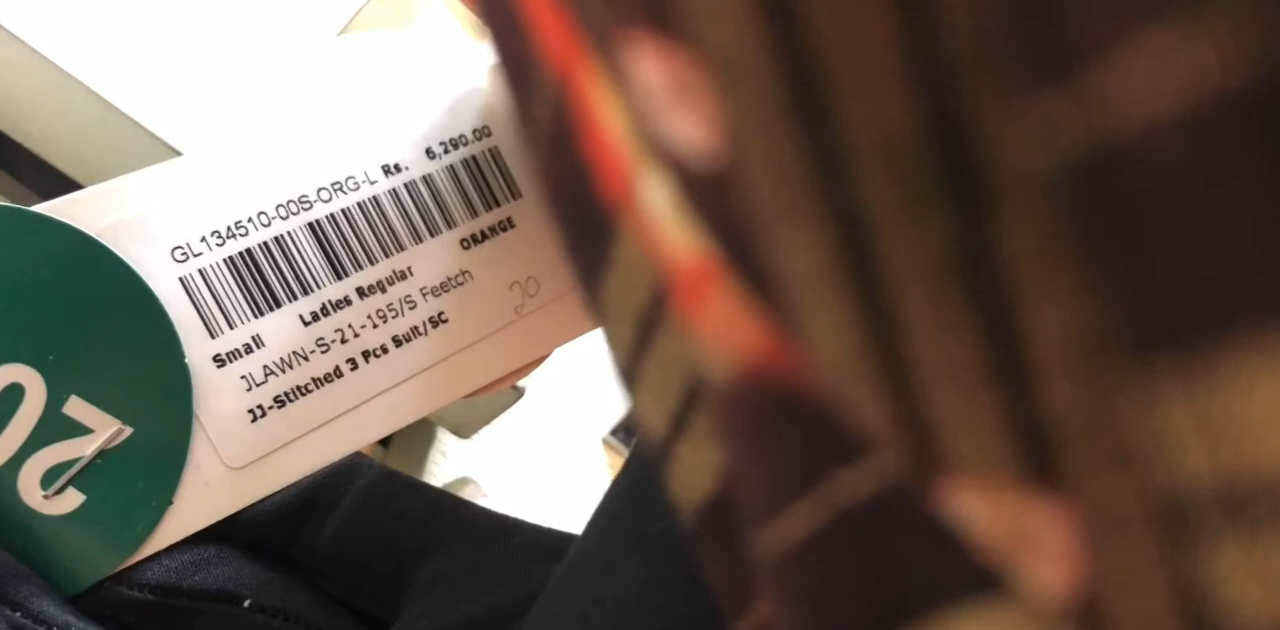 GL134510-00S-ORG-L Rs. 6,290.00
ORANGE
Small Ladies Regular
JLAWN-S-21-195/S Feetch
JJ-Stitched 3 Pcs Suit/SC
20
20